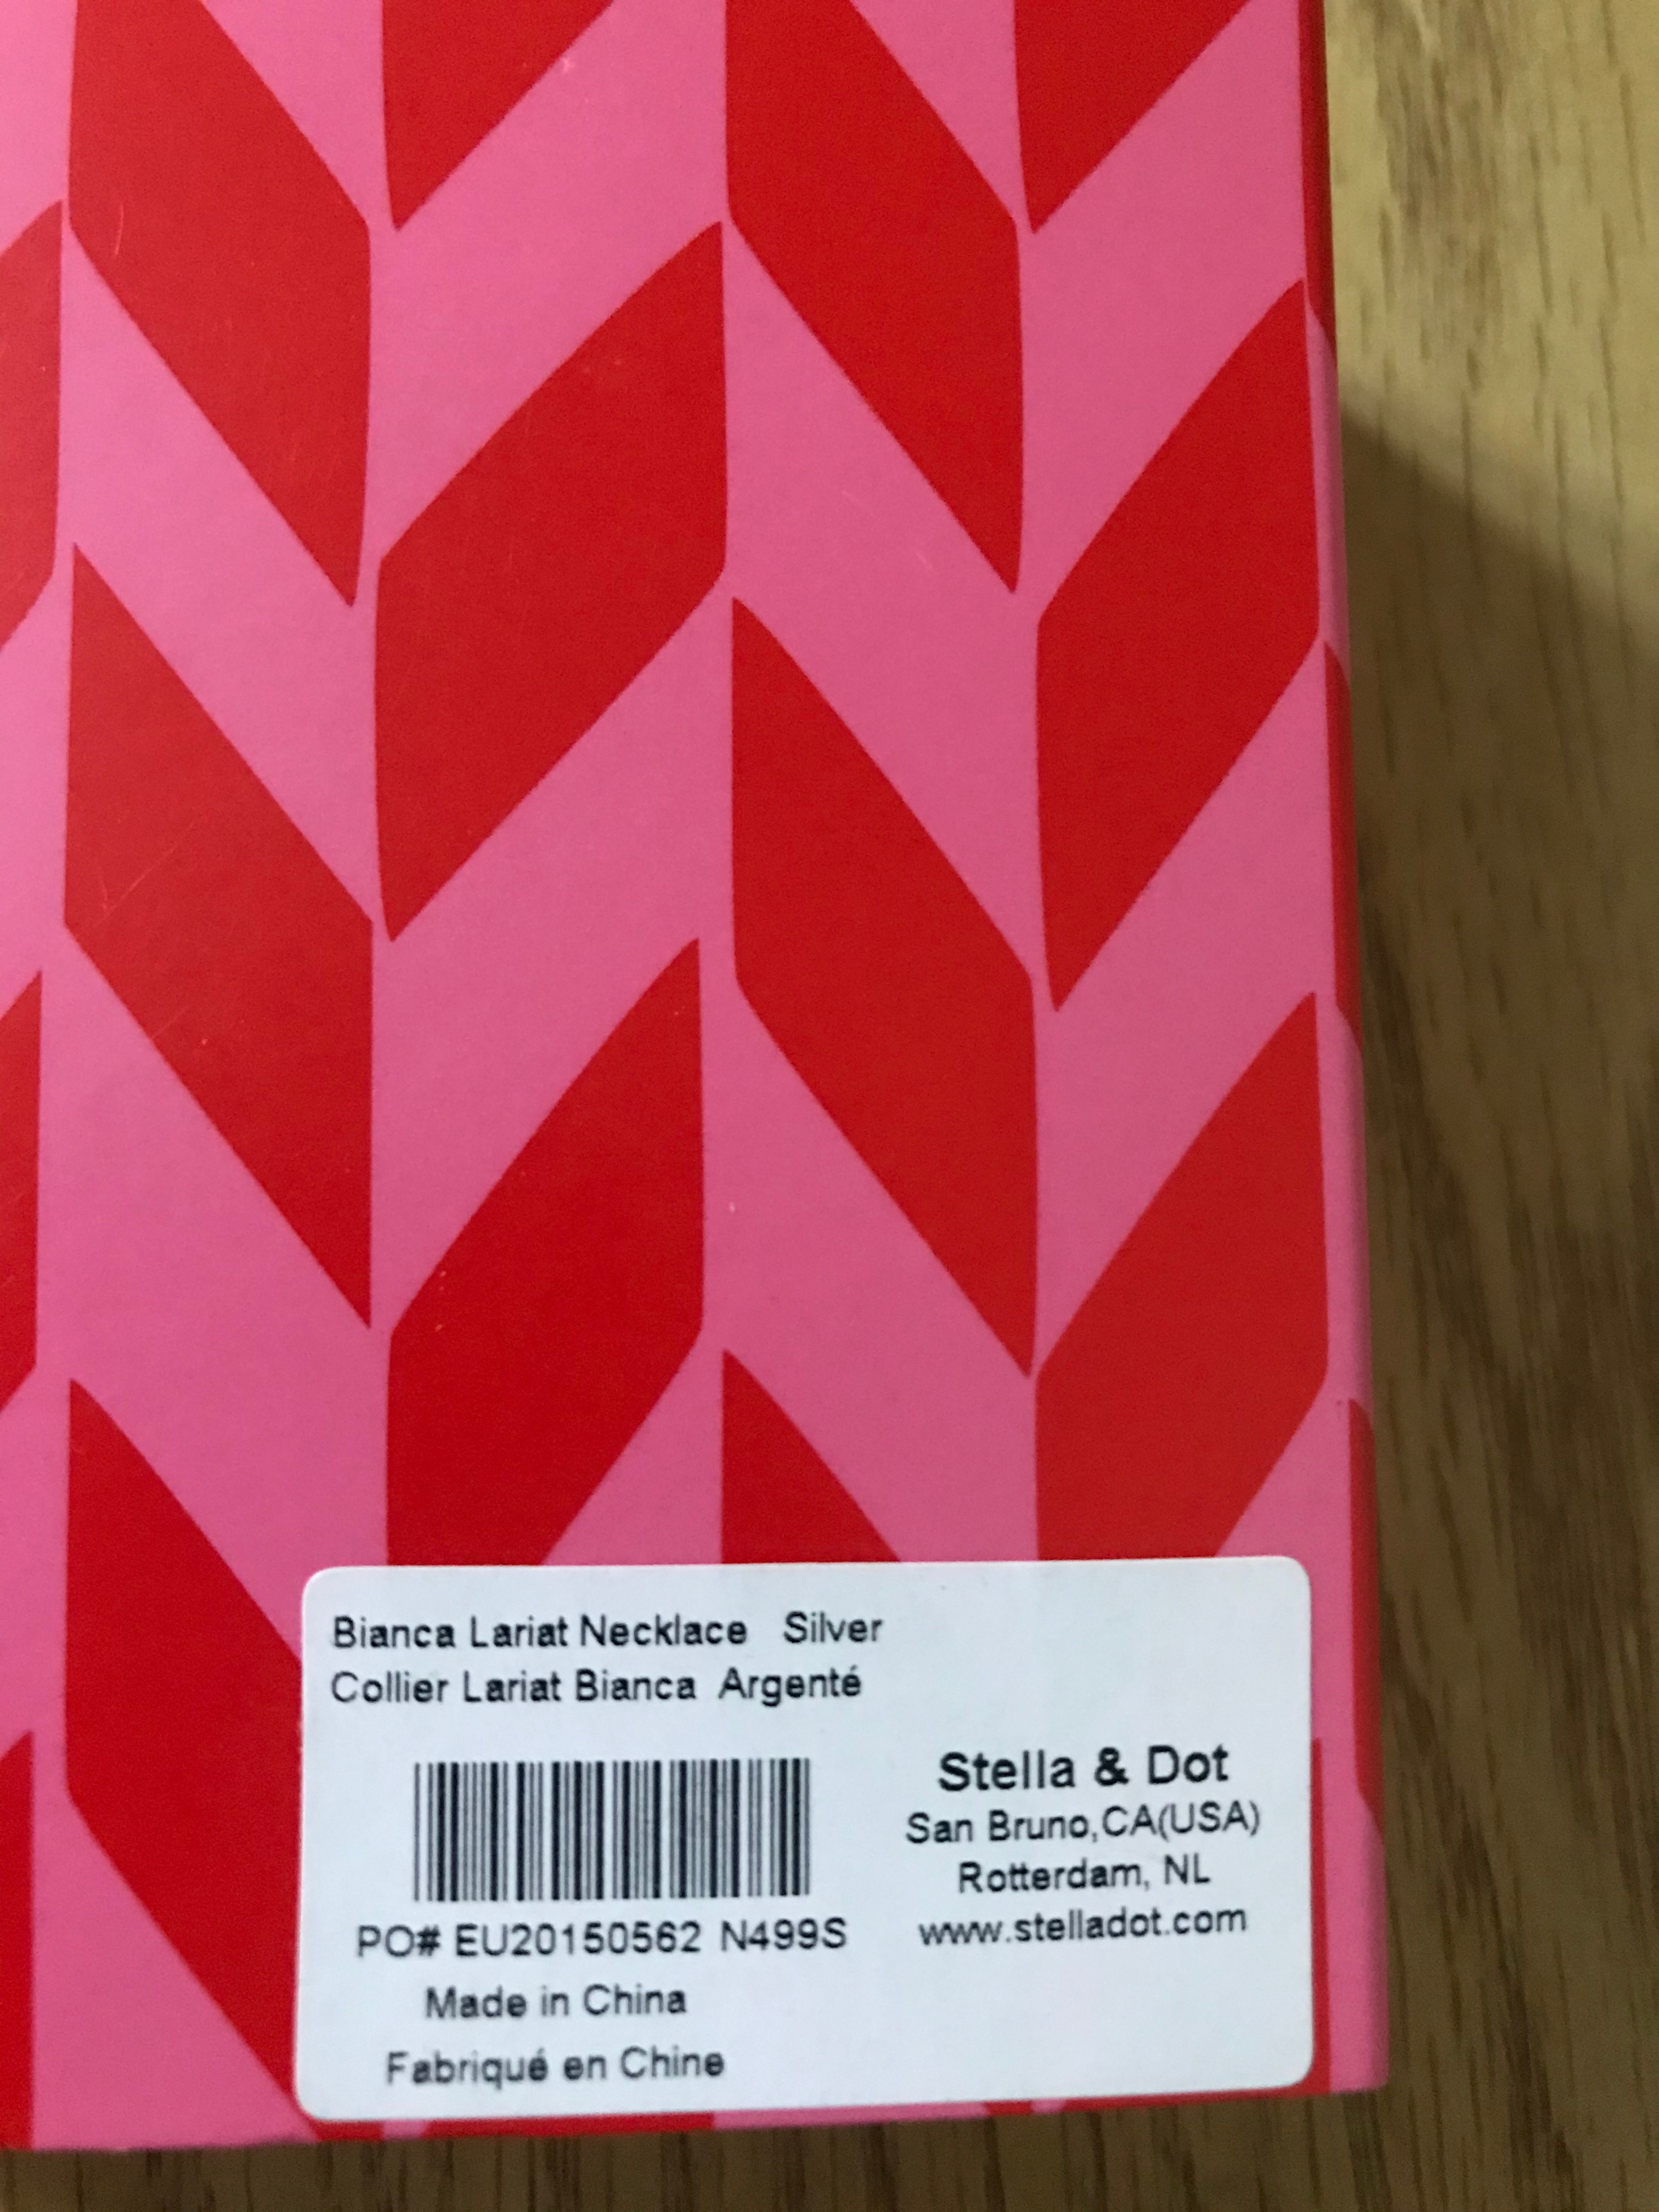 Bianca Lariat Necklace Silver
Collier Lariat Bianca Argenté
Stella & Dot
San Bruno,CA(USA)
Rotterdam, NL
www.stelladot.com
PO# EU20150562 N499S
Made in China
Fabriqué en Chine